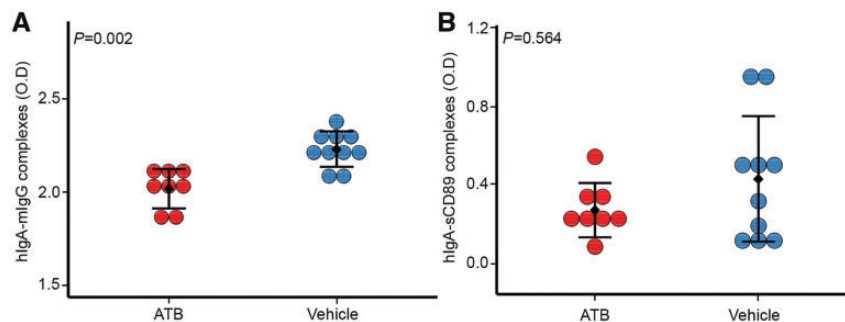 A
P=0.002
hIgA-mIgG complexes (O.D)
2.5
2.0
1.5
ATB
Vehicle
B
P=0.564
hIgA-sCD89 complexes (O.D)
1.2
0.8
0.4
0.0
ATB
Vehicle